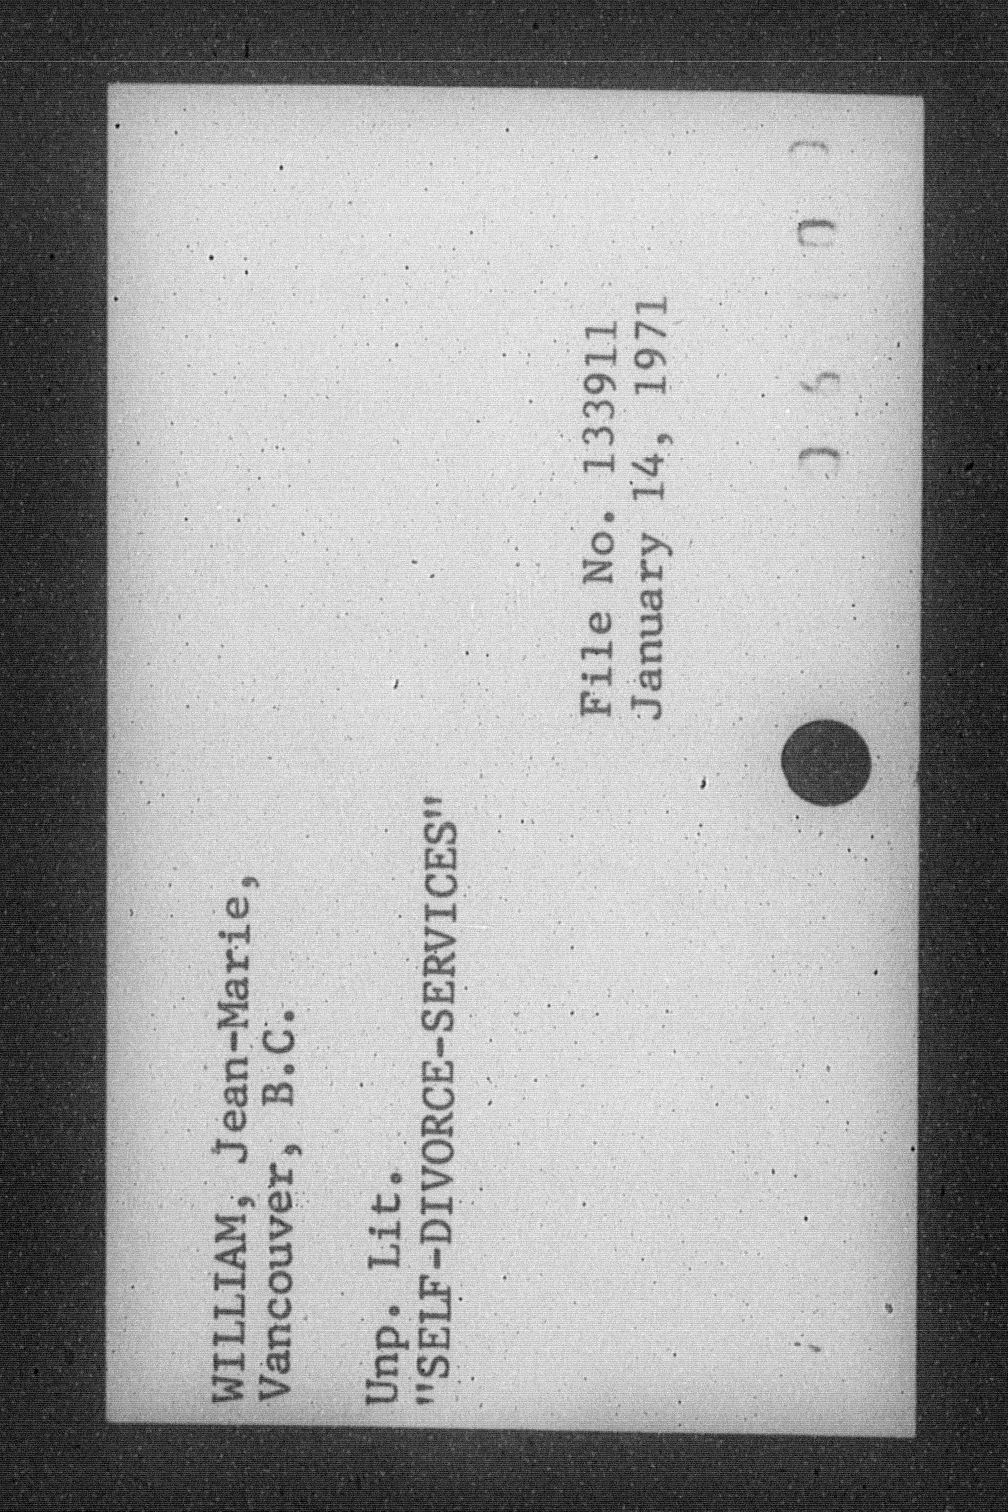 WILLIAM, Jean-Marie,
Vancouver, B.C.
Unp. Lit.
"SELF-DIVORCE-SERVICES"
File No. 133911
January 14, 1971